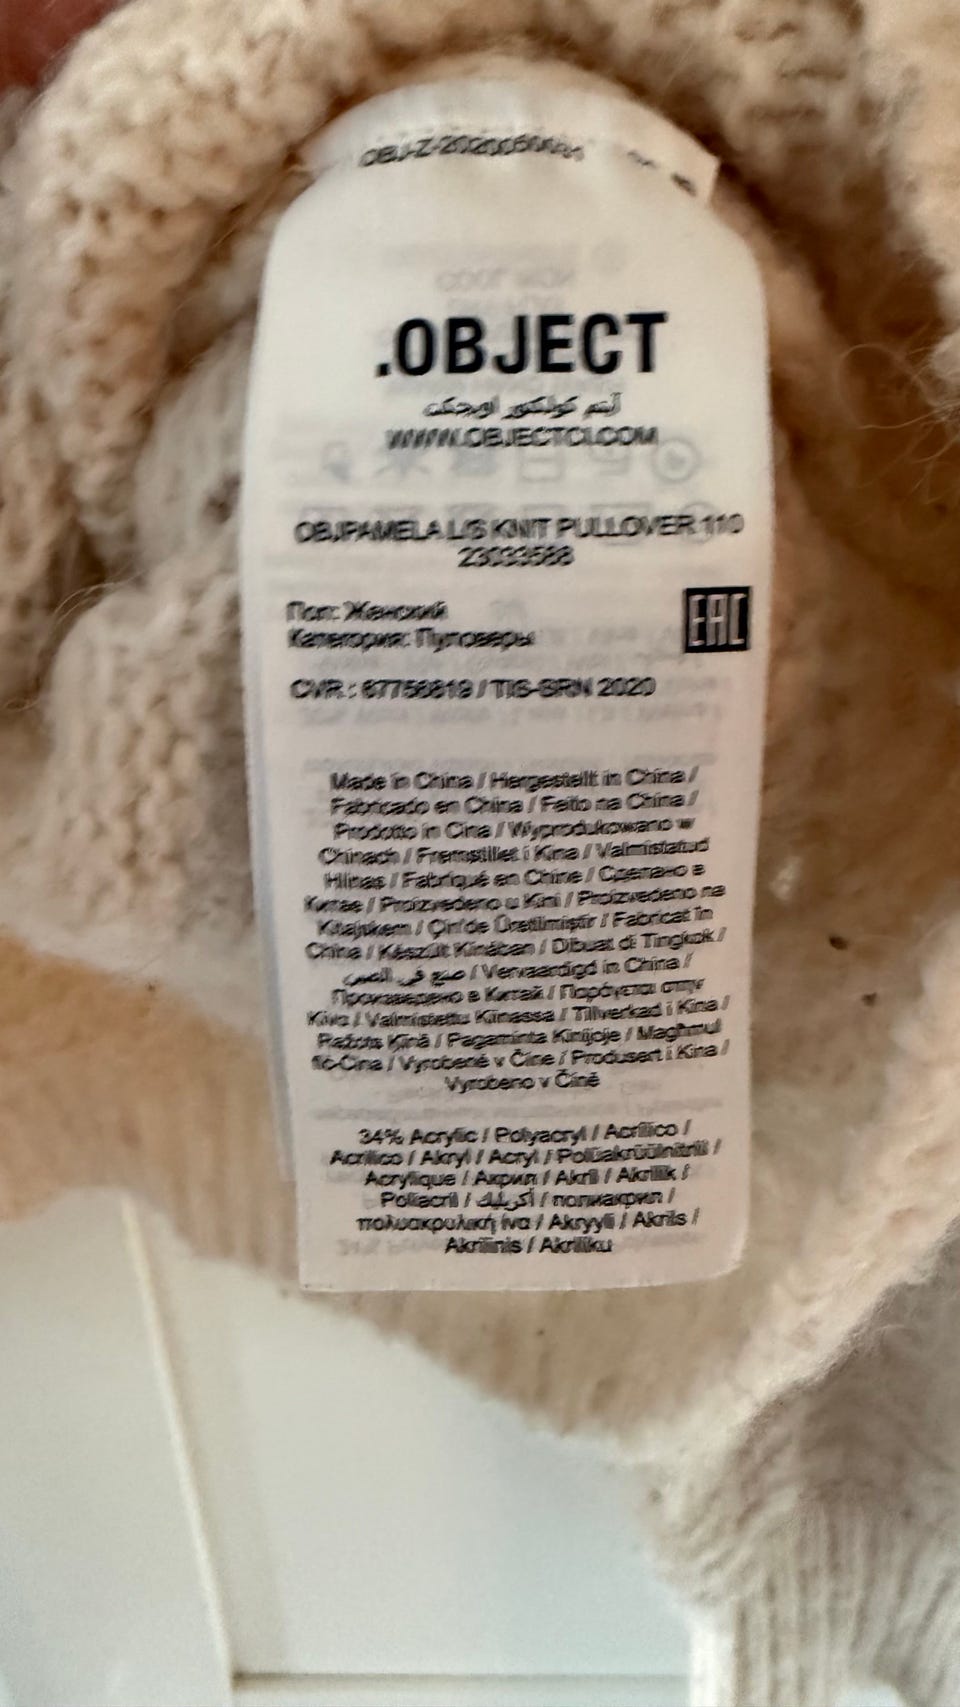 .OBJECT
WWW.OBJECTCI.COM
OBJPAMELA L/S KNIT PULLOVER 110
Пол: Женский
Категория: Пуловеры
EAC
CVR.: / TIS-SRN 2020
Made in China / Hergestellt in China /
Fabricado en China / Feito na China /
Prodotto in Cina / Wyprodukowano w
Chinach / Fremstillet i Kina / Valmistatud
Hiinas / Fabriqué en Chine / Сделано в
Китае / Proizvedeno u Kini / Proizvedeno na
Kitajskem / Çin'de Üretilmiştir / Fabricat în
China / Készült Kínában / Dibuat di Tingkok /
صنع في الصين / Vervaardigd in China /
Произведено в Китай / Παράγεται στην
Κίνα / Valmistettu Kiinassa / Tillverkad i Kina /
Ražots Ķīnā / Pagaminta Kinijoje / Magħmul
fiċ-Ċina / Vyrobené v Číne / Produsert i Kina /
Vyrobeno v Číně
34% Acrylic / Polyacryl / Acrílico /
Acrilico / Akryl / Acryl / Polüakrüülnitriil /
Acrylique / Акрил / Akril / Akrilik /
Poliacril / أكريليك / полиакрил /
πολυακρυλική ίνα / Akryyli / Akrils /
Akrilinis / Akriliku